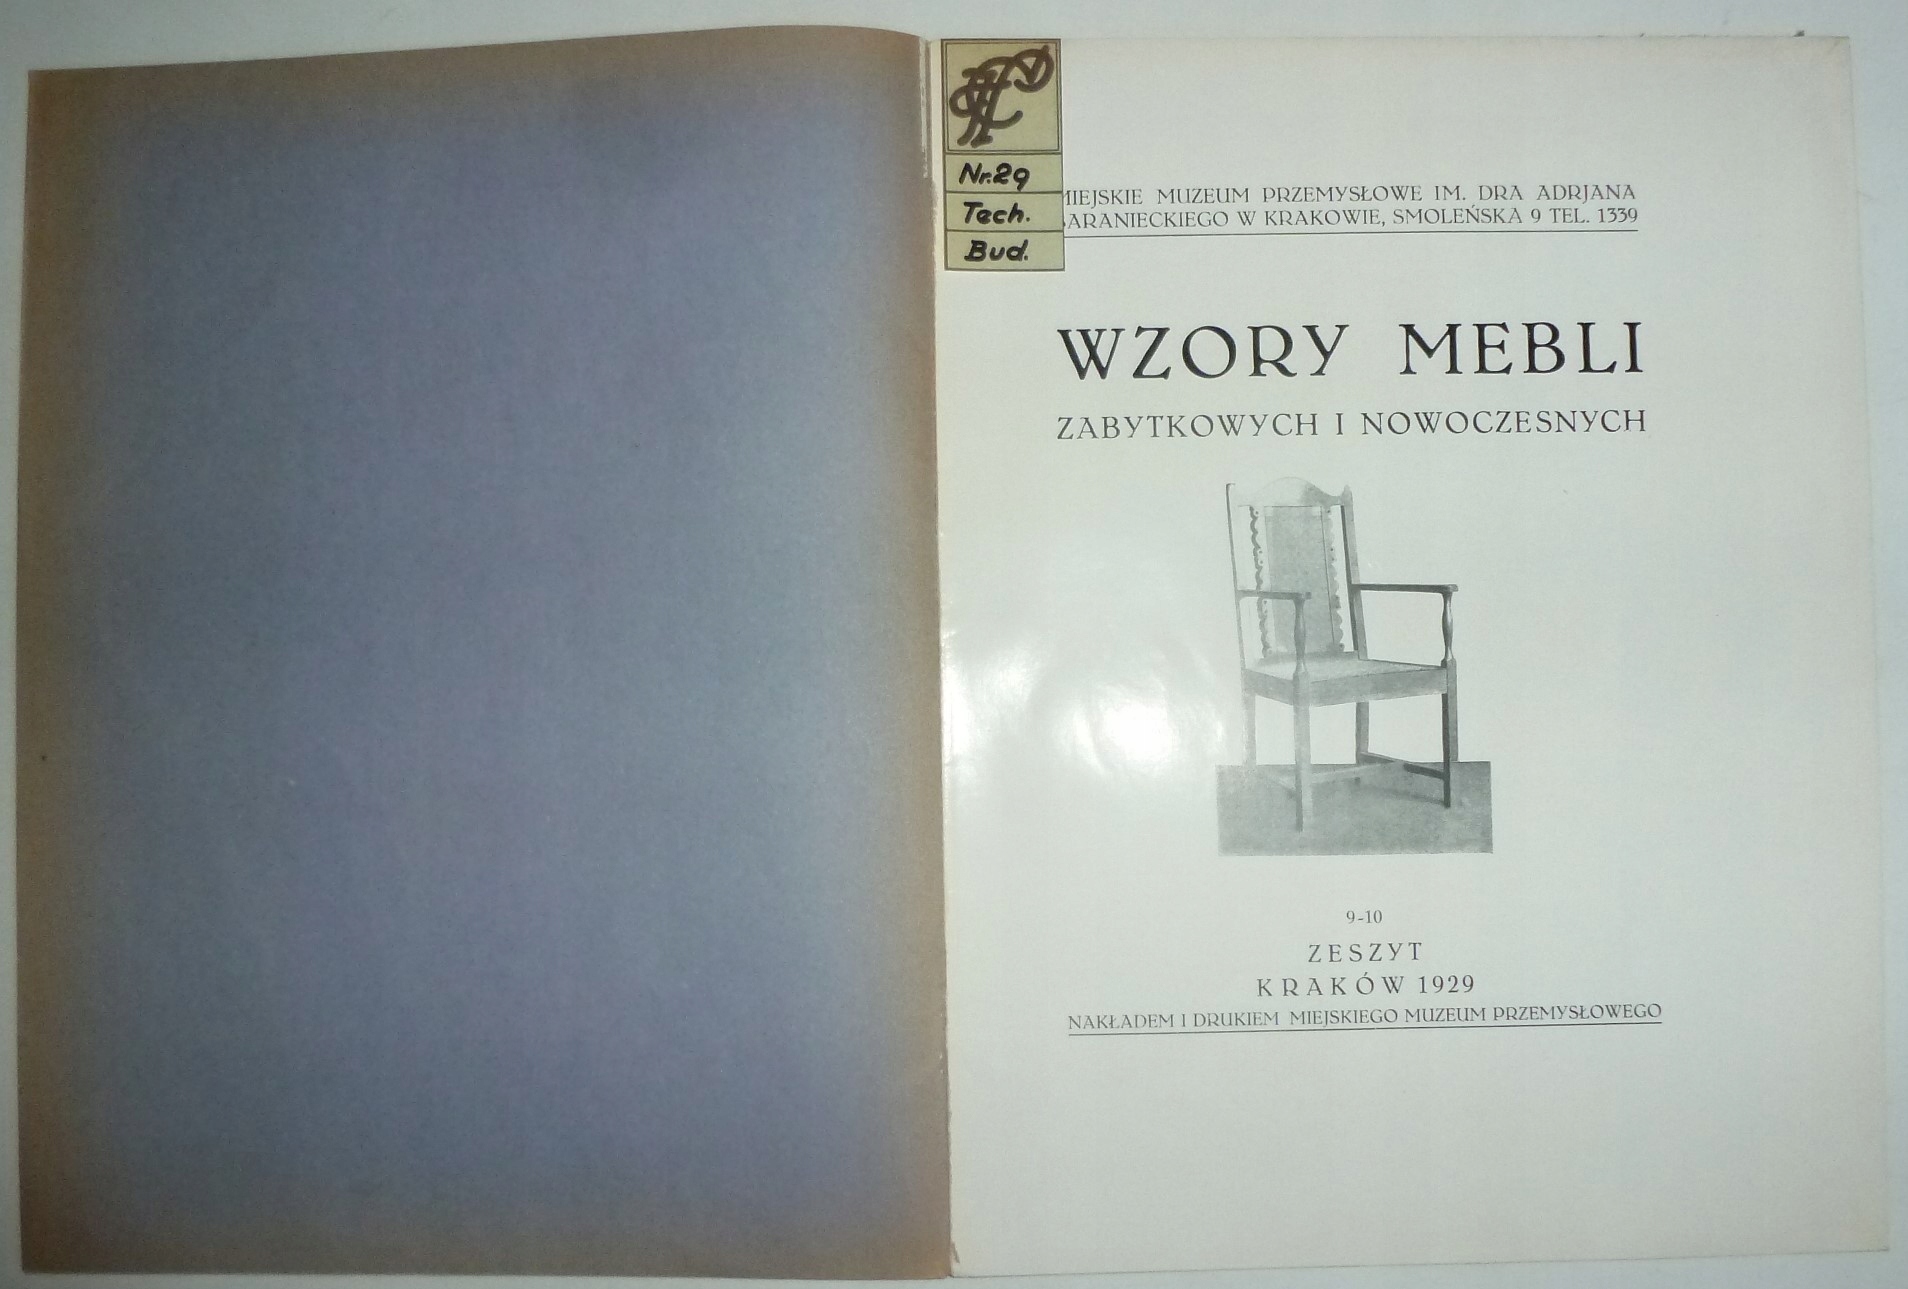 Nr.29
Tech.
Bud.
MIEJSKIE MUZEUM PRZEMYSŁOWE IM. DRA ADRJANA
BARANIECKIEGO W KRAKOWIE, SMOLEŃSKA 9 TEL. 1339
WZORY MEBLI
ZABYTKOWYCH I NOWOCZESNYCH
9-10
ZESZYT
KRAKÓW 1929
NAKŁADEM I DRUKIEM MIEJSKIEGO MUZEUM PRZEMYSŁOWEGO